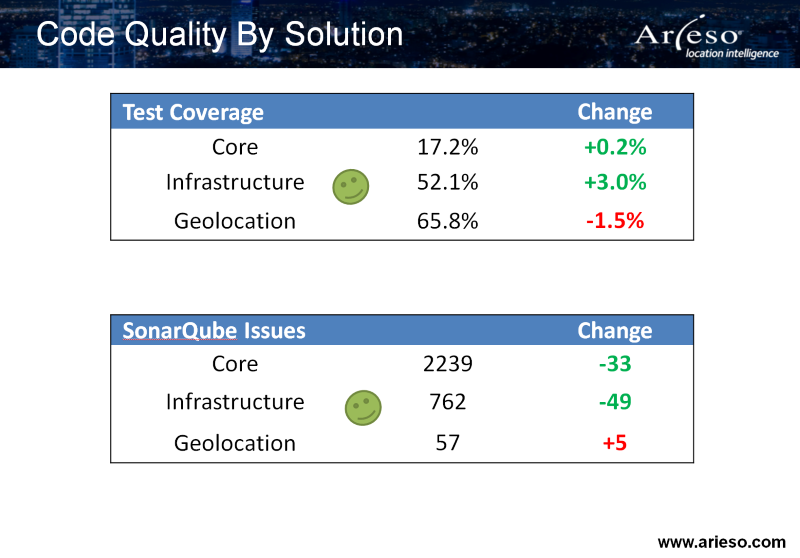 Code Quality By Solution
Arieso
location intelligence
Test Coverage Change
Core 17.2% +0.2%
Infrastructure 52.1% +3.0%
Geolocation 65.8% -1.5%
SonarQube Issues Change
Core 2239 -33
Infrastructure 762 -49
Geolocation 57 +5
www.arieso.com